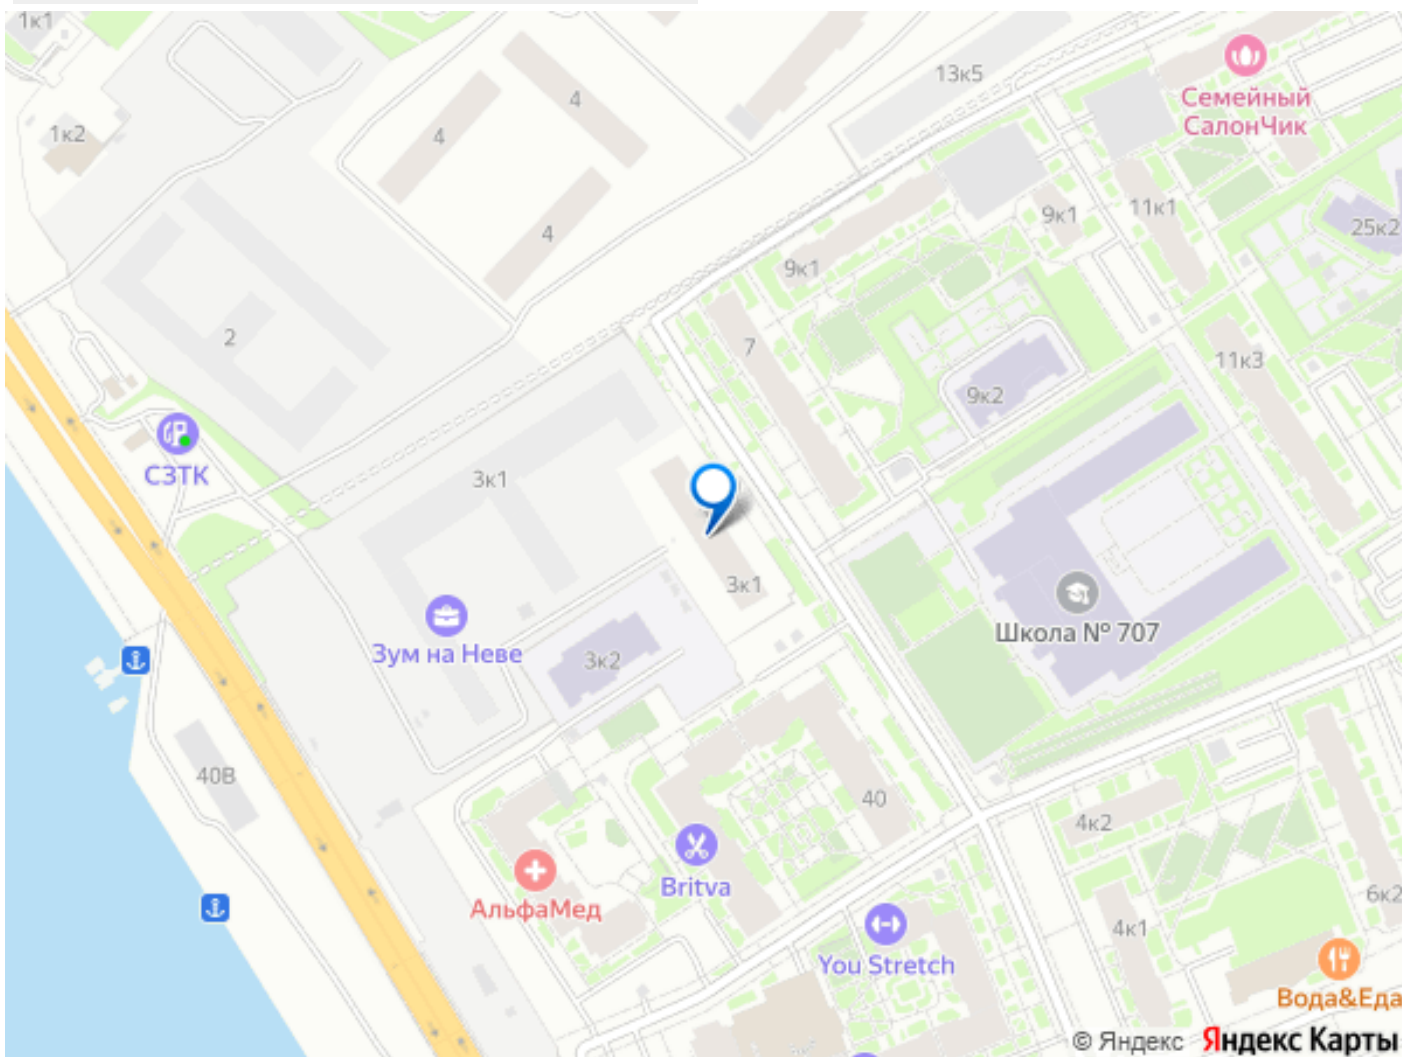 1к1
13к5
Семейный
СалонЧик
4
4
1к2
4
9к1
11к1
25к2
9к1
2
7
11к3
9к2
СЗТК
3к1
3к1
Школа № 707
Зум на Неве
3к2
40В
40
4к2
Britva
АльфаМед
6к2
4к1
You Stretch
Вода&Еда
© Яндекс Яндекс Карты